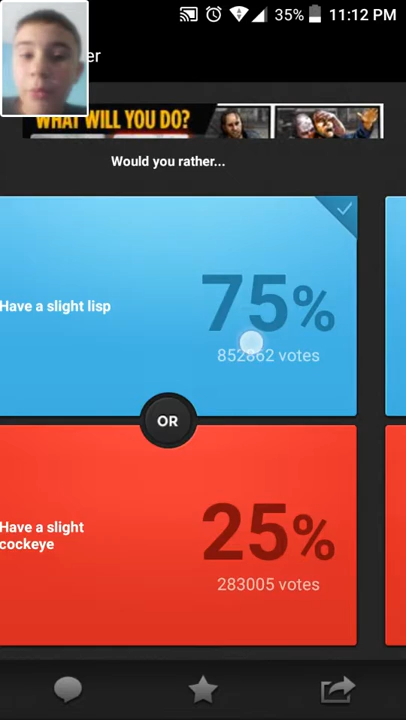 35% 11:12 PM
er
WHAT WILL YOU DO?
Would you rather...
Have a slight lisp
75%
852862 votes
OR
Have a slight
cockeye
25%
283005 votes